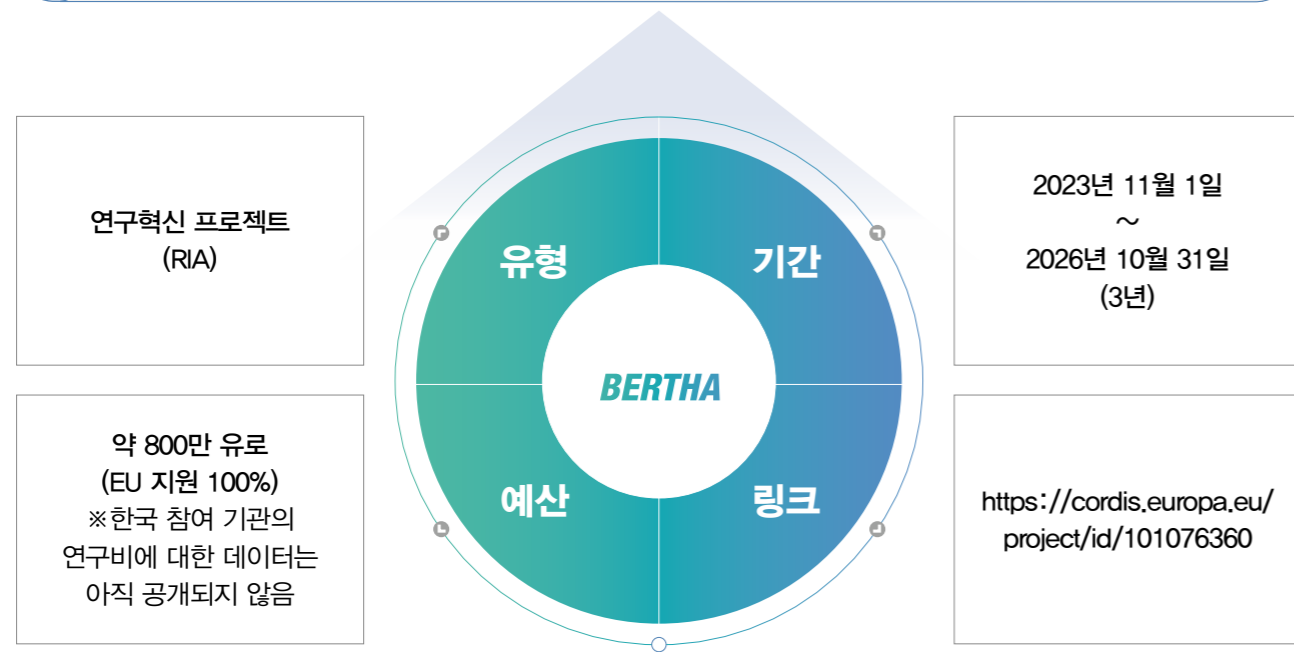 연구혁신 프로젝트
(RIA)
유형
기간
2023년 11월 1일
~
2026년 10월 31일
(3년)
BERTHA
약 800만 유로
(EU 지원 100%)
※한국 참여 기관의
연구비에 대한 데이터는
아직 공개되지 않음
예산
링크
https://cordis.europa.eu/
project/id/101076360